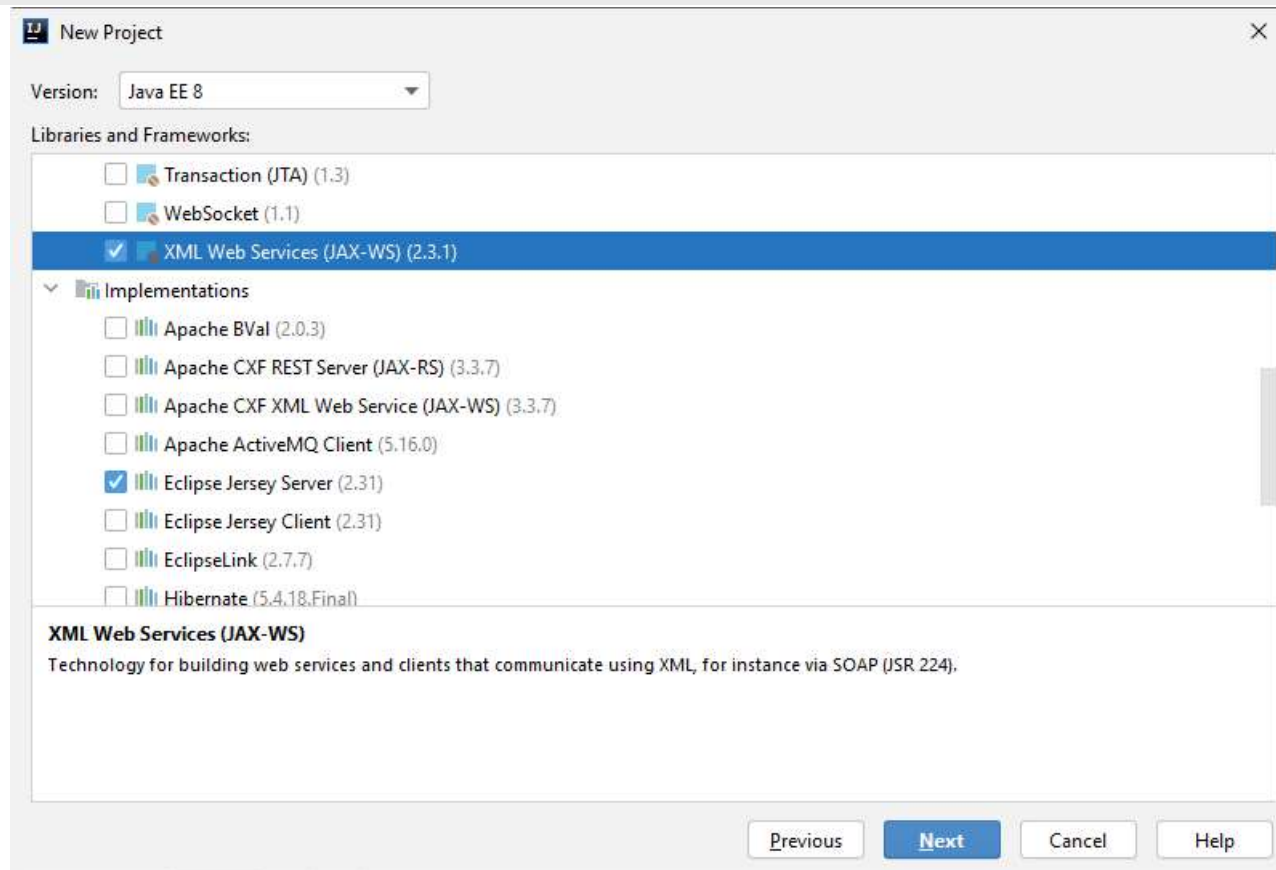 New Project
Version: Java EE 8
Libraries and Frameworks:
Transaction (JTA) (1.3)
WebSocket (1.1)
XML Web Services (JAX-WS) (2.3.1)
Implementations
Apache BVal (2.0.3)
Apache CXF REST Server (JAX-RS) (3.3.7)
Apache CXF XML Web Service (JAX-WS) (3.3.7)
Apache ActiveMQ Client (5.16.0)
Eclipse Jersey Server (2.31)
Eclipse Jersey Client (2.31)
EclipseLink (2.7.7)
Hibernate (5.4.18.Final)
XML Web Services (JAX-WS)
Technology for building web services and clients that communicate using XML, for instance via SOAP (JSR 224).
Previous Next Cancel Help